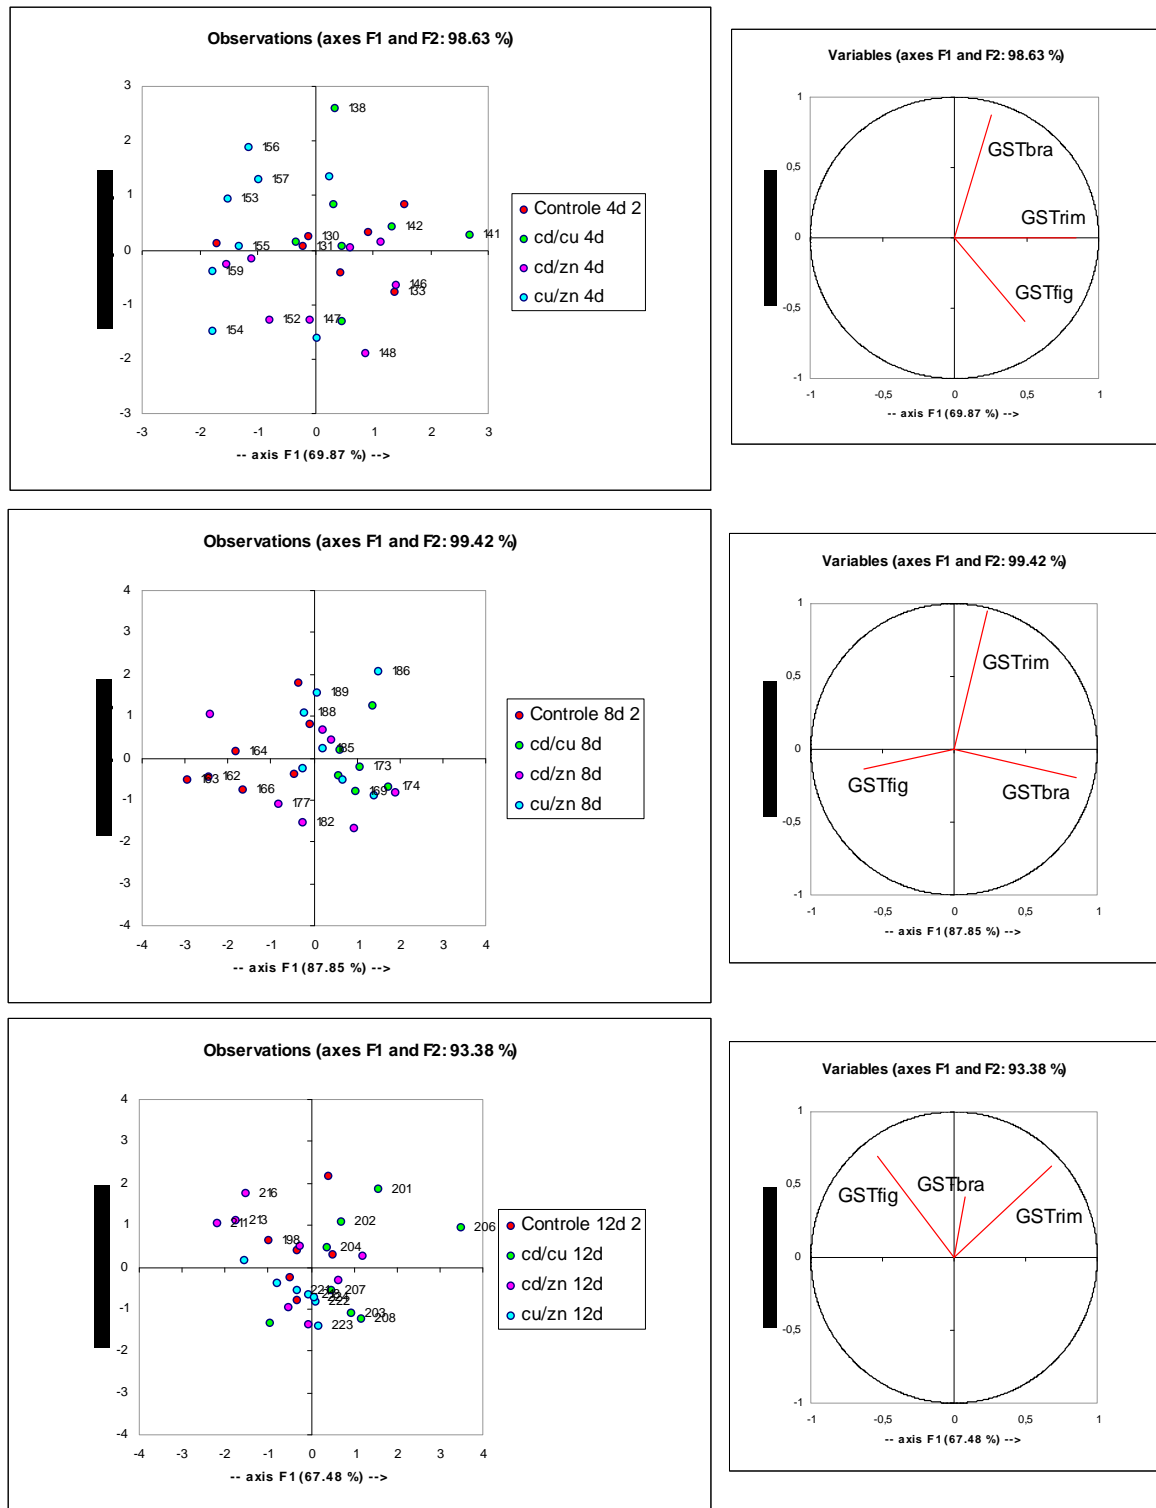 Observations (axes F1 and F2: 98.63 %)
3
2
1
0
-1
-2
-3
-3 -2 -1 0 1 2 3
-- axis F1 (69.87 %) -->
138
156
157
153
142
141
130
131
155
159
146
133
152
147
154
148
Controle 4d 2
cd/cu 4d
cd/zn 4d
cu/zn 4d
Variables (axes F1 and F2: 98.63 %)
1
0,5
0
-0,5
-1
-1 -0,5 0 0,5 1
-- axis F1 (69.87 %) -->
GSTbra
GSTrim
GSTfig
Observations (axes F1 and F2: 99.42 %)
4
3
2
1
0
-1
-2
-3
-4
-4 -3 -2 -1 0 1 2 3 4
-- axis F1 (87.85 %) -->
186
189
188
164
185
173
162
193
166
169
174
177
182
Controle 8d 2
cd/cu 8d
cd/zn 8d
cu/zn 8d
Variables (axes F1 and F2: 99.42 %)
1
0,5
0
-0,5
-1
-1 -0,5 0 0,5 1
-- axis F1 (87.85 %) -->
GSTrim
GSTfig
GSTbra
Observations (axes F1 and F2: 93.38 %)
4
3
2
1
0
-1
-2
-3
-4
-4 -3 -2 -1 0 1 2 3 4
-- axis F1 (67.48 %) -->
216
201
213
211
202
206
198
204
207
222
203
208
223
Controle 12d 2
cd/cu 12d
cd/zn 12d
cu/zn 12d
Variables (axes F1 and F2: 93.38 %)
1
0,5
0
-0,5
-1
-1 -0,5 0 0,5 1
-- axis F1 (67.48 %) -->
GSTfig
GSTbra
GSTrim